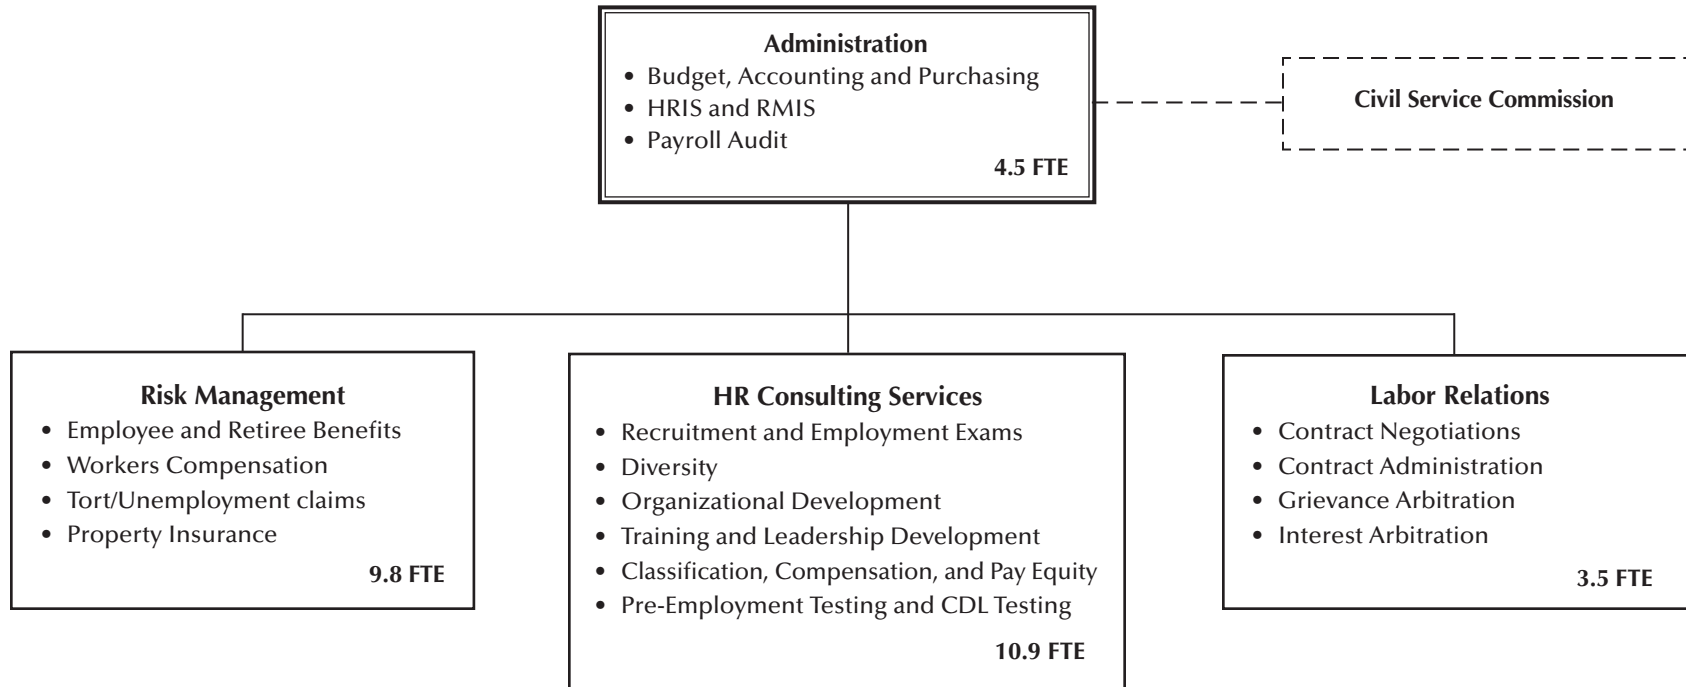 Administration
• Budget, Accounting and Purchasing
• HRIS and RMIS
• Payroll Audit
4.5 FTE
Civil Service Commission
Risk Management
• Employee and Retiree Benefits
• Workers Compensation
• Tort/Unemployment claims
• Property Insurance
9.8 FTE
HR Consulting Services
• Recruitment and Employment Exams
• Diversity
• Organizational Development
• Training and Leadership Development
• Classification, Compensation, and Pay Equity
• Pre-Employment Testing and CDL Testing
10.9 FTE
Labor Relations
• Contract Negotiations
• Contract Administration
• Grievance Arbitration
• Interest Arbitration
3.5 FTE